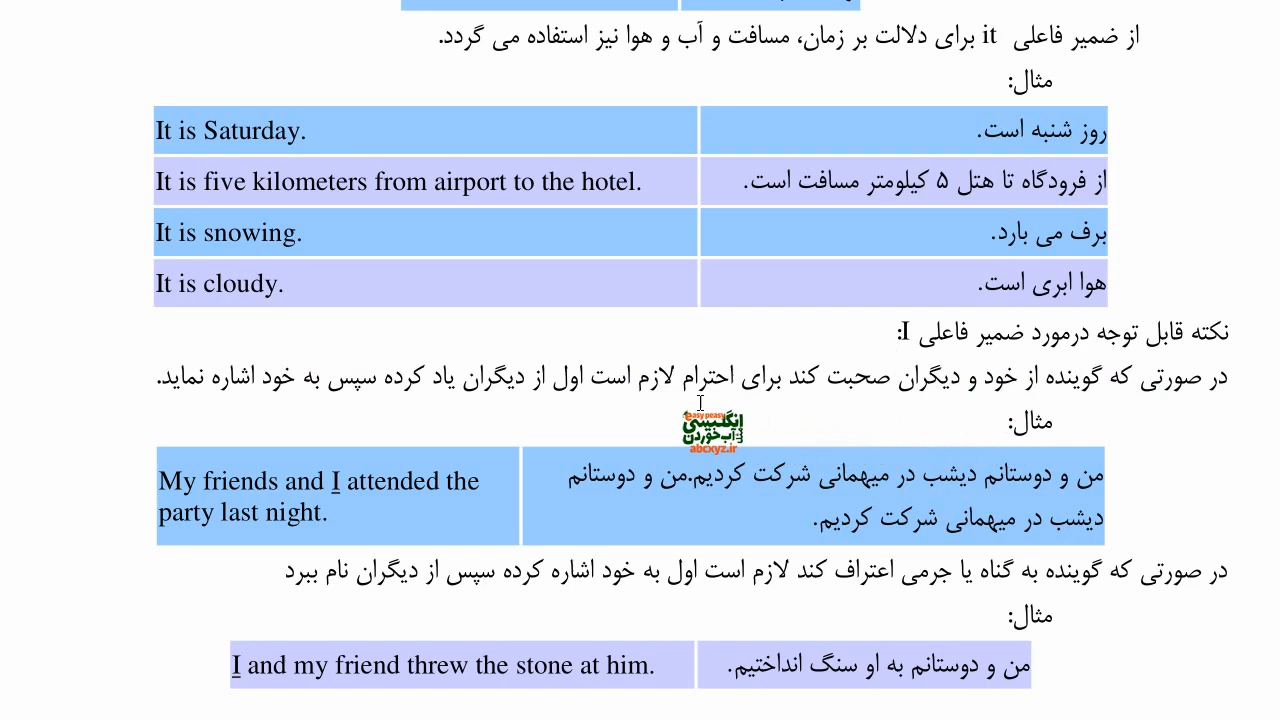 از ضمیر فاعلی it برای دلالت بر زمان، مسافت و آب و هوا نیز استفاده می گردد.
مثال:
It is Saturday. روز شنبه است.
It is five kilometers from airport to the hotel. از فرودگاه تا هتل ۵ کیلومتر مسافت است.
It is snowing. برف می بارد.
It is cloudy. هوا ابری است.
نکته قابل توجه درمورد ضمیر فاعلی I:
در صورتی که گوینده از خود و دیگران صحبت کند برای احترام لازم است اول از دیگران یاد کرده سپس به خود اشاره نماید.
easy peasy
انگلیسی
آب خوردن
abcxyz.ir
مثال:
My friends and I attended the
party last night.
من و دوستانم دیشب در میهمانی شرکت کردیم.من و دوستانم
دیشب در میهمانی شرکت کردیم.
در صورتی که گوینده به گناه یا جرمی اعتراف کند لازم است اول به خود اشاره کرده سپس از دیگران نام ببرد
مثال:
I and my friend threw the stone at him. من و دوستانم به او سنگ انداختیم.